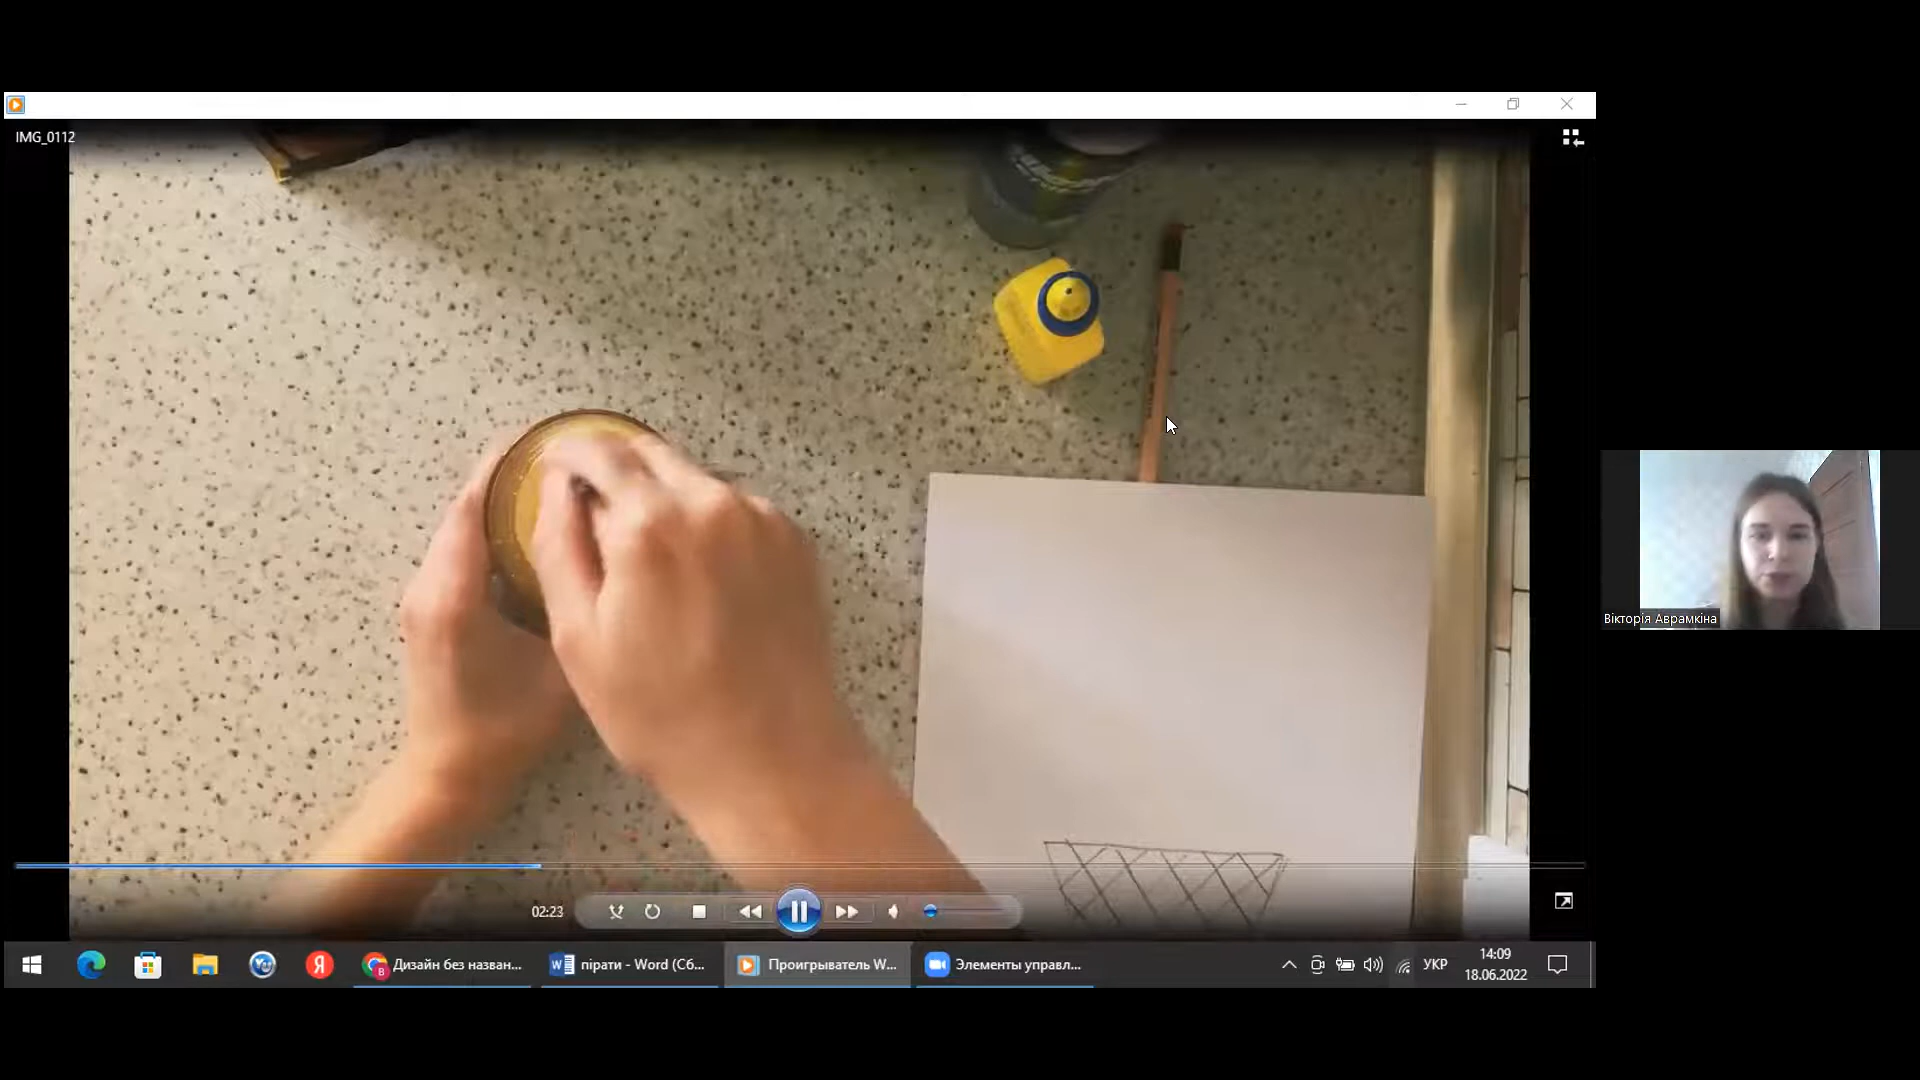 IMG_0112
Вікторія Аврамкіна
02:23
Дизайн без назван...
пірати - Word (Сб...
Проигрыватель W...
Элементы управл...
УКР
14:09
18.06.2022